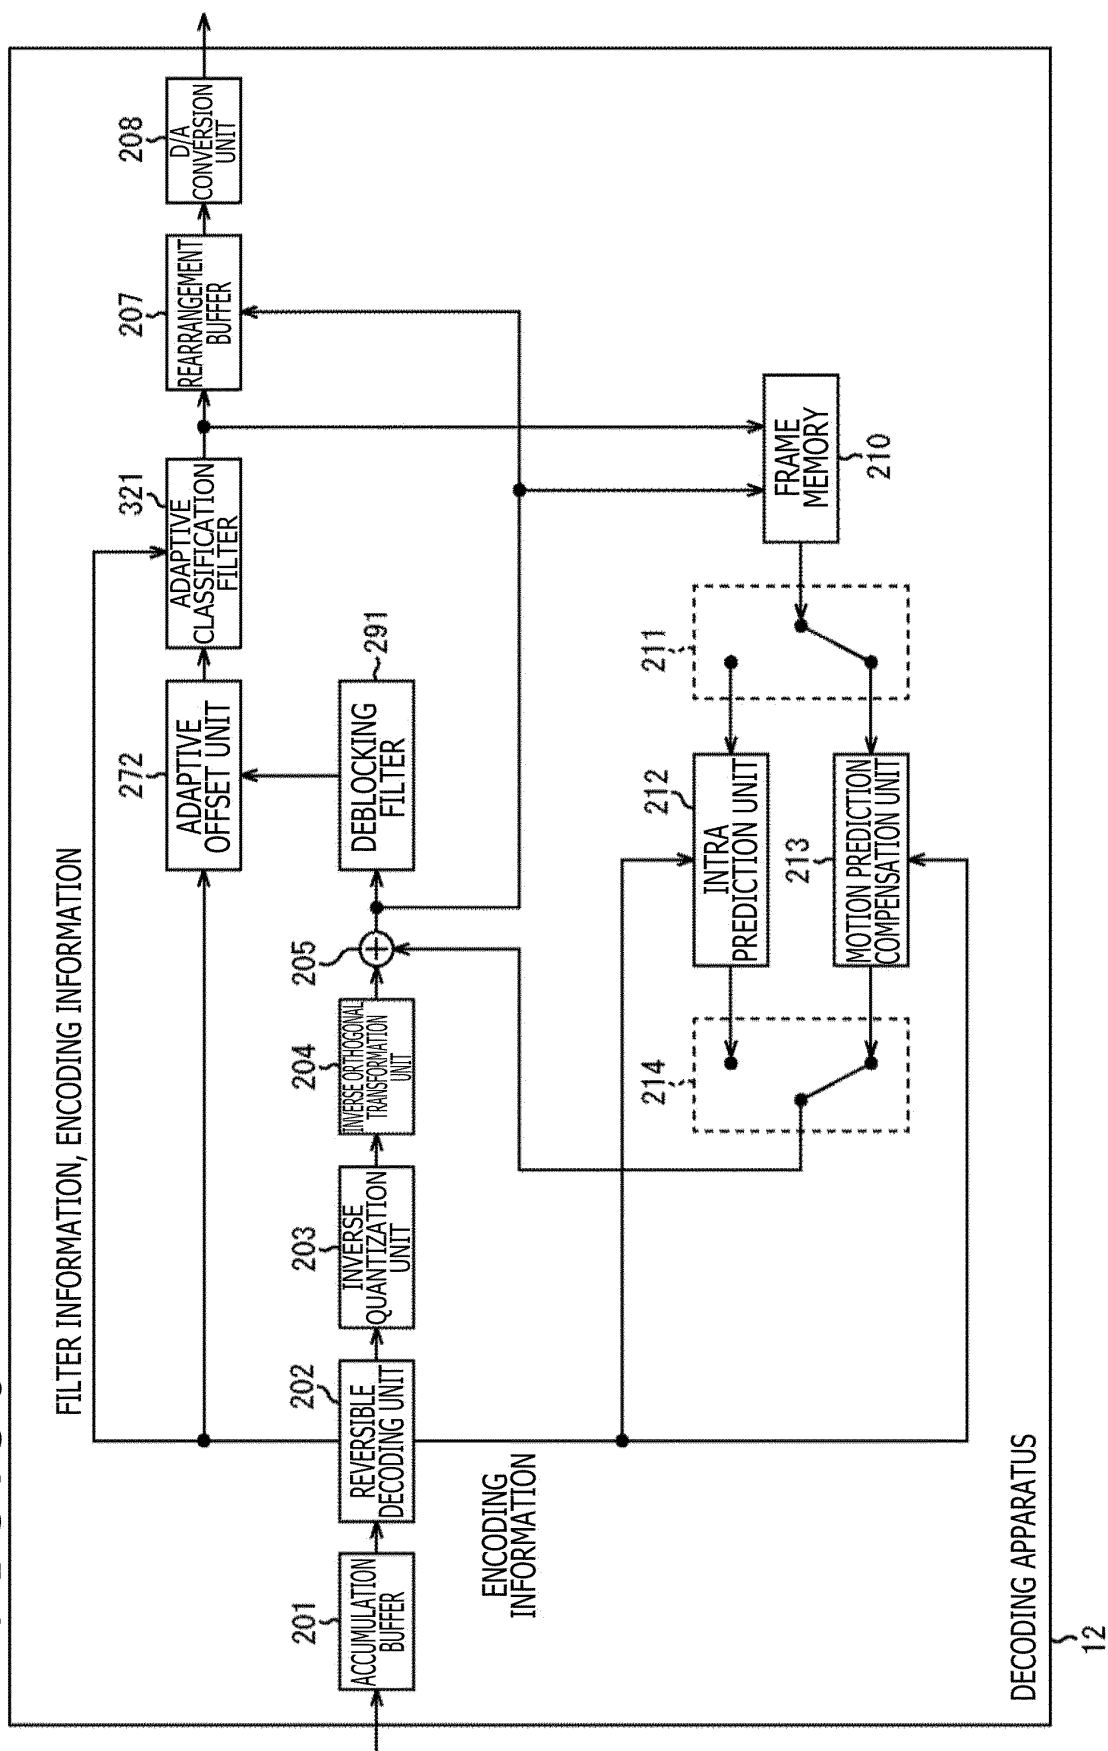 FILTER INFORMATION, ENCODING INFORMATION
272
ADAPTIVE
OFFSET UNIT
321
ADAPTIVE
CLASSIFICATION
FILTER
207
REARRANGEMENT
BUFFER
208
D/A
CONVERSION
UNIT
201
ACCUMULATION
BUFFER
202
REVERSIBLE
DECODING UNIT
203
INVERSE
QUANTIZATION
UNIT
204
INVERSE ORTHOGONAL
TRANSFORMATION
UNIT
205
DEBLOCKING
FILTER
291
ENCODING
INFORMATION
214
212
INTRA
PREDICTION UNIT
211
213
MOTION PREDICTION
COMPENSATION UNIT
FRAME
MEMORY
210
DECODING APPARATUS
12